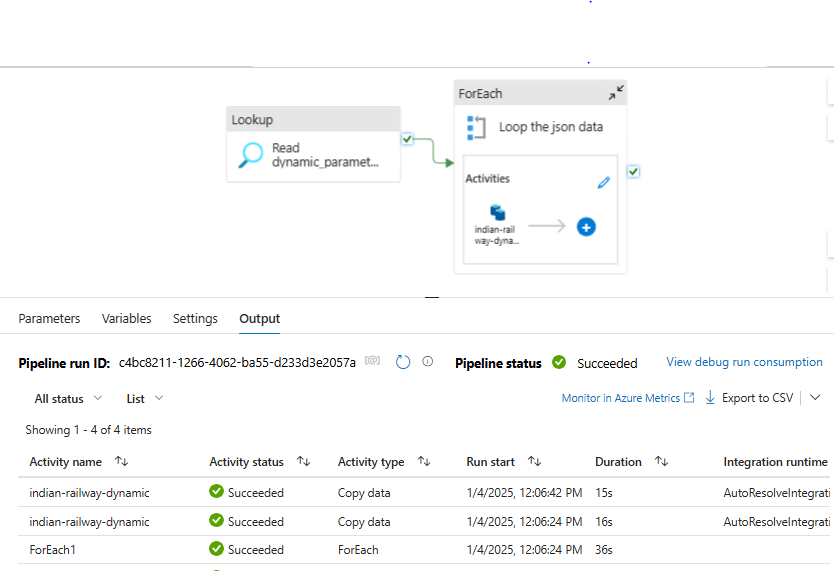 Lookup
Read
dynamic_paramet...
ForEach
Loop the json data
Activities
indian-rail
way-dyna...
Parameters Variables Settings Output
Pipeline run ID: c4bc8211-1266-4062-ba55-d233d3e2057a Pipeline status Succeeded View debug run consumption
All status List Monitor in Azure Metrics Export to CSV
Showing 1 - 4 of 4 items
Activity name Activity status Activity type Run start Duration Integration runtime
indian-railway-dynamic Succeeded Copy data 1/4/2025, 12:06:42 PM 15s AutoResolveIntegrati
indian-railway-dynamic Succeeded Copy data 1/4/2025, 12:06:24 PM 16s AutoResolveIntegrati
ForEach1 Succeeded ForEach 1/4/2025, 12:06:24 PM 36s